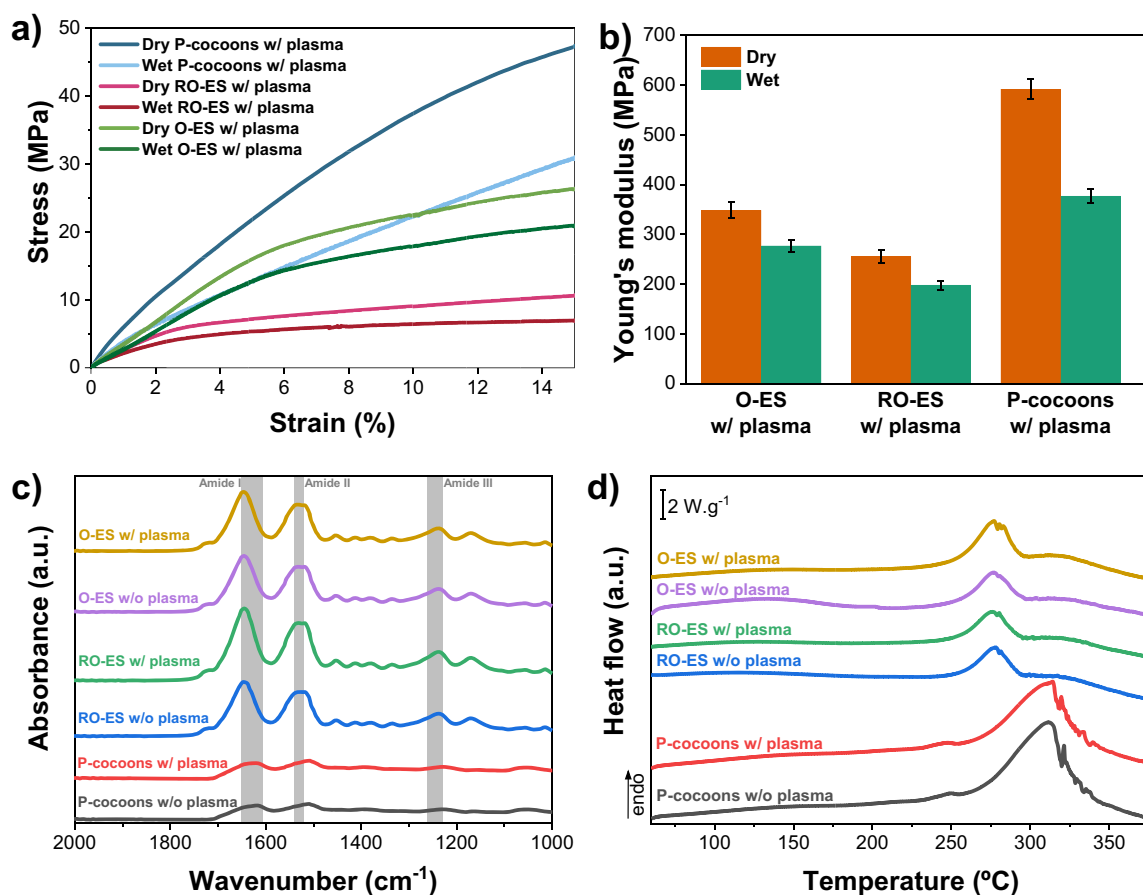 a)
Stress (MPa)
50
40
30
20
10
0
Dry P-cocoons w/ plasma
Wet P-cocoons w/ plasma
Dry RO-ES w/ plasma
Wet RO-ES w/ plasma
Dry O-ES w/ plasma
Wet O-ES w/ plasma
0 2 4 6 8 10 12 14
Strain (%)
b)
Young's modulus (MPa)
700
600
500
400
300
200
100
0
Dry
Wet
O-ES
w/ plasma
RO-ES
w/ plasma
P-cocoons
w/ plasma
c)
Absorbance (a.u.)
Amide I
Amide II
Amide III
O-ES w/ plasma
O-ES w/o plasma
RO-ES w/ plasma
RO-ES w/o plasma
P-cocoons w/ plasma
P-cocoons w/o plasma
2000 1800 1600 1400 1200 1000
Wavenumber (cm⁻¹)
d)
Heat flow (a.u.)
2 W.g⁻¹
O-ES w/ plasma
O-ES w/o plasma
RO-ES w/ plasma
RO-ES w/o plasma
P-cocoons w/ plasma
P-cocoons w/o plasma
endo
100 150 200 250 300 350
Temperature (ºC)